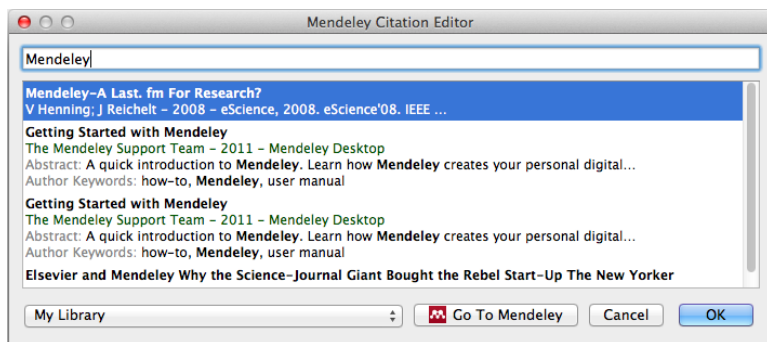 Mendeley Citation Editor
Mendeley
Mendeley-A Last. fm For Research?
V Henning; J Reichelt - 2008 - eScience, 2008. eScience'08. IEEE ...
Getting Started with Mendeley
The Mendeley Support Team - 2011 - Mendeley Desktop
Abstract: A quick introduction to Mendeley. Learn how Mendeley creates your personal digital...
Author Keywords: how-to, Mendeley, user manual
Getting Started with Mendeley
The Mendeley Support Team - 2011 - Mendeley Desktop
Abstract: A quick introduction to Mendeley. Learn how Mendeley creates your personal digital...
Author Keywords: how-to, Mendeley, user manual
Elsevier and Mendeley Why the Science-Journal Giant Bought the Rebel Start-Up The New Yorker
My Library Go To Mendeley Cancel OK